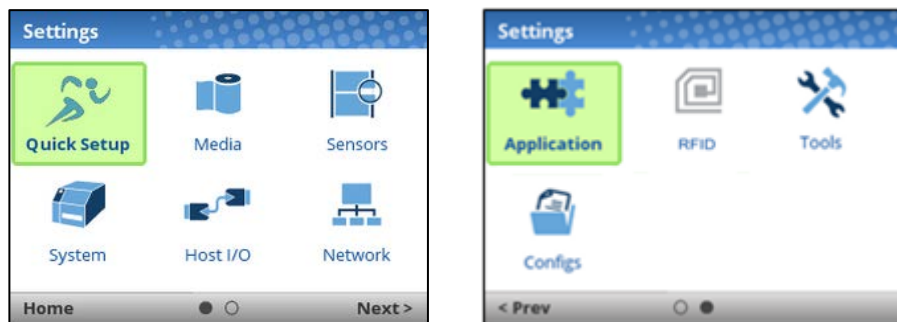 Settings
Quick Setup
Media
Sensors
System
Host I/O
Network
Home
Next >
Settings
Application
RFID
Tools
Configs
< Prev